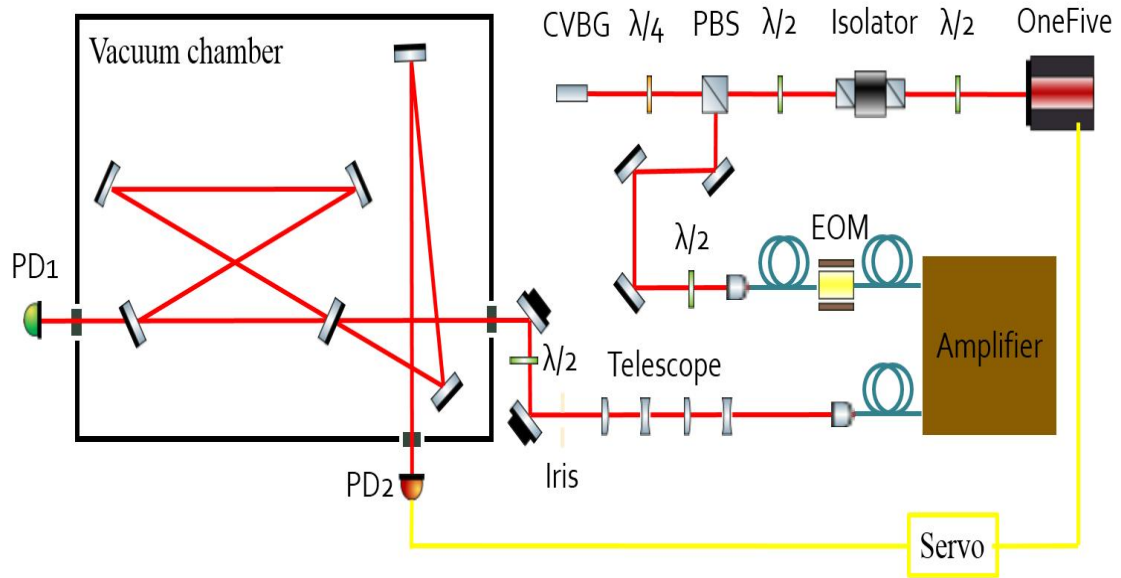 CVBG λ/4 PBS λ/2 Isolator λ/2 OneFive
Vacuum chamber
λ/2
EOM
PD1
Amplifier
λ/2
Telescope
Iris
PD2
Servo